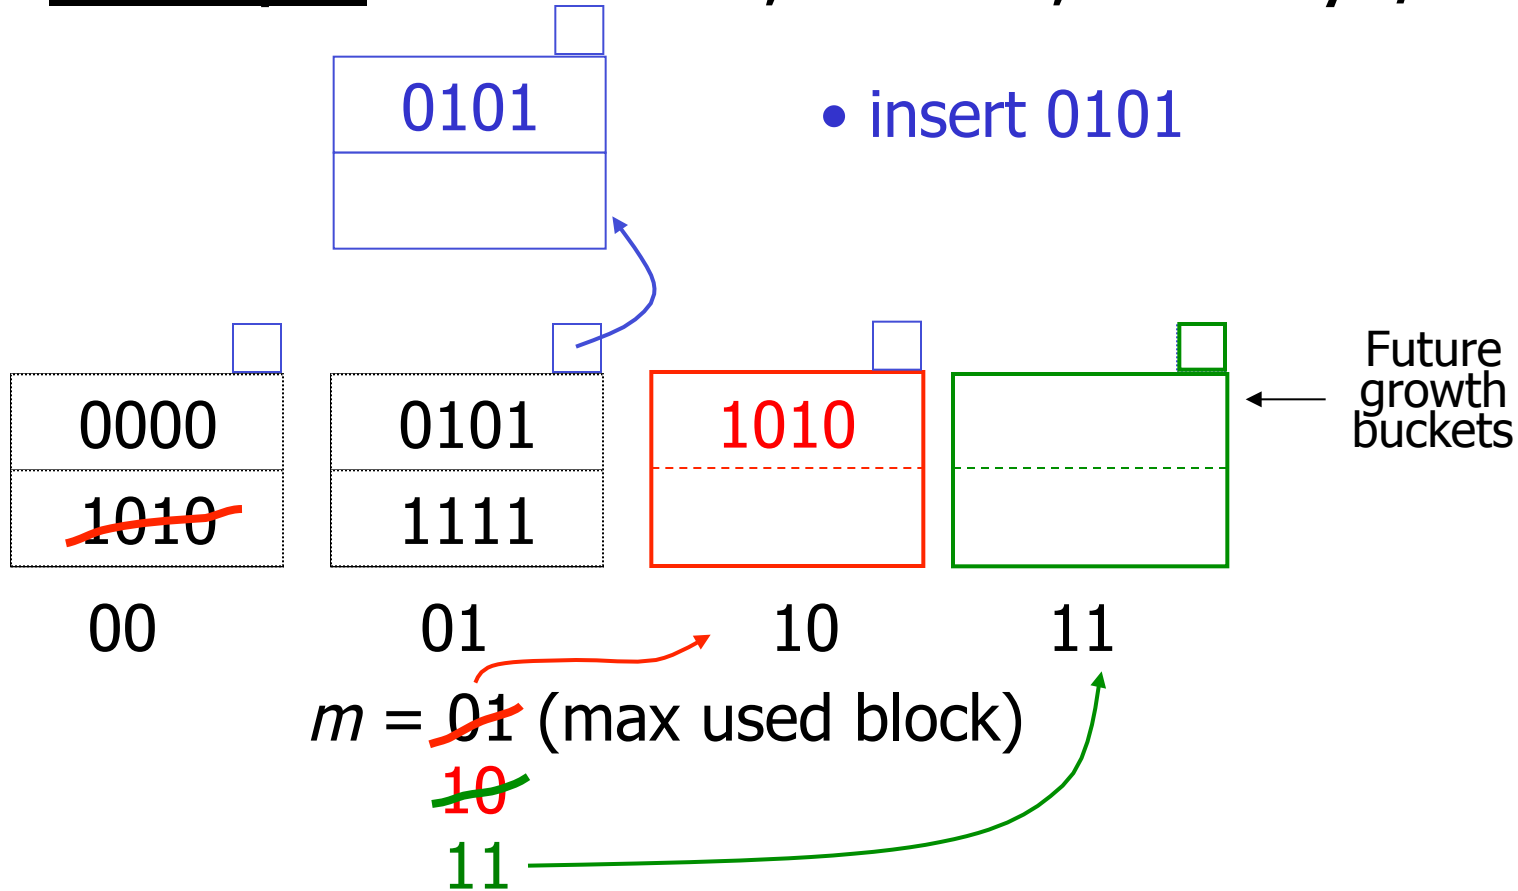 0101
• insert 0101
Future
growth
buckets
0000 0101 1010
1010 1111
00 01 10 11
m = 01 (max used block)
10
11